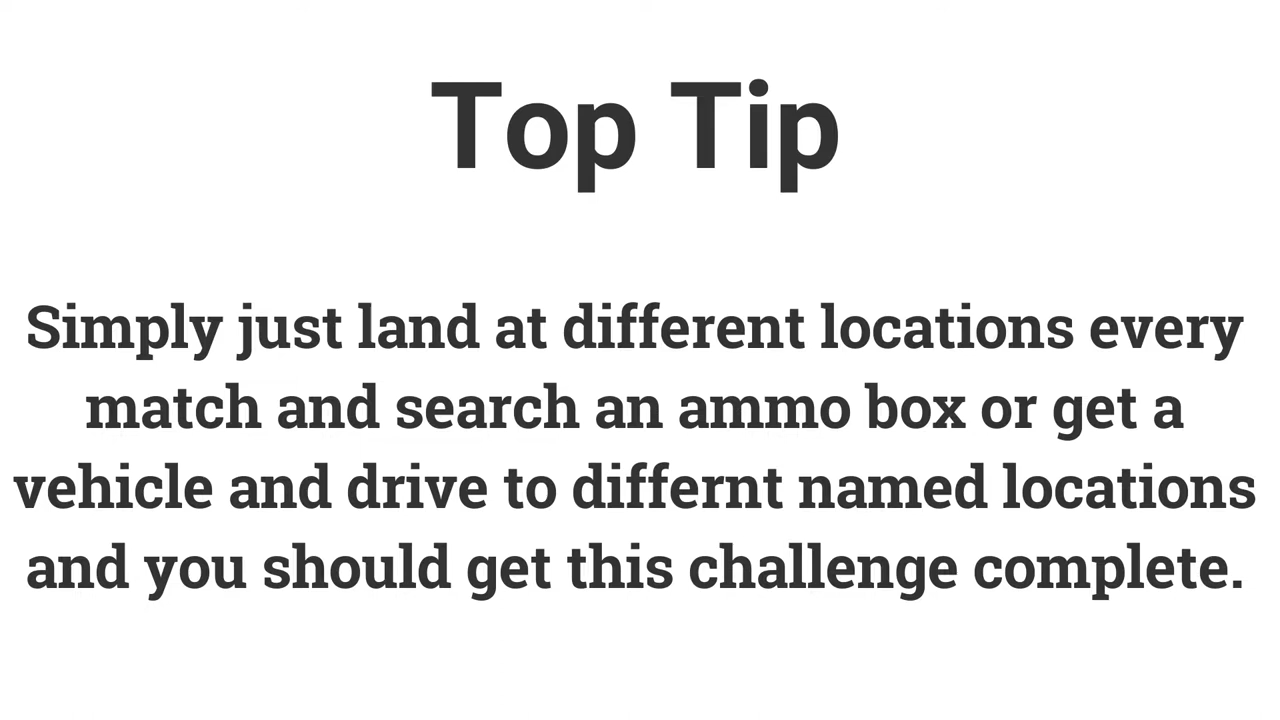 Top Tip
Simply just land at different locations every
match and search an ammo box or get a
vehicle and drive to differnt named locations
and you should get this challenge complete.